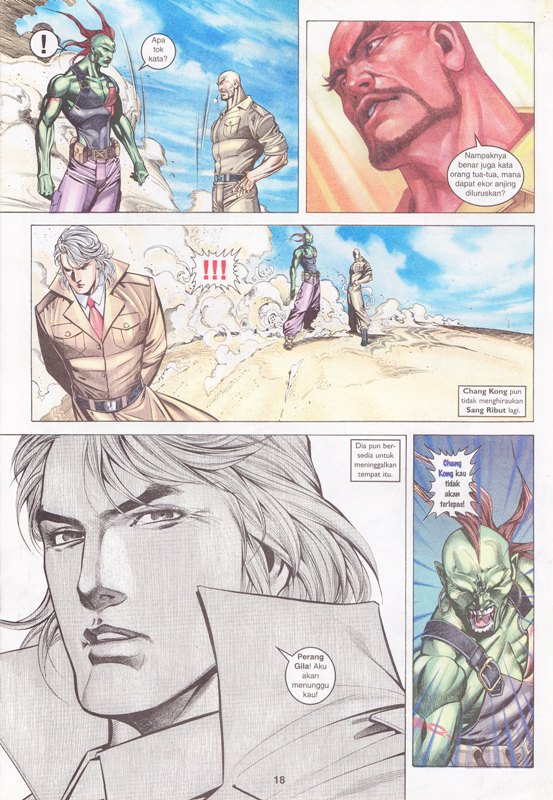 !
Apa
tok
kata?
Nampaknya
benar juga kata
orang tua-tua, mana
dapat ekor anjing
diluruskan?
!!!
Chang Kong pun
tidak menghiraukan
Sang Ribut lagi.
Dia pun ber-
sedia untuk
meninggalkan
tempat itu.
Perang
Gila! Aku
akan
menunggu
kau!
Chang
Kong kau
tidak
akan
terlepas!
18